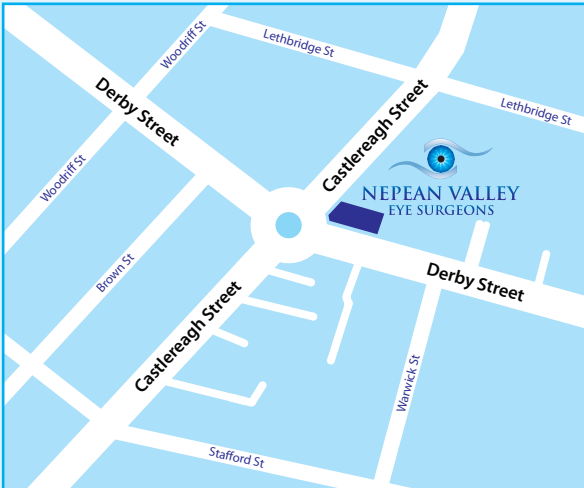 Woodriff St
Lethbridge St
Derby Street
Castlereagh Street
Lethbridge St
Woodriff St
NEPEAN VALLEY
EYE SURGEONS
Brown St
Derby Street
Castlereagh Street
Warwick St
Stafford St